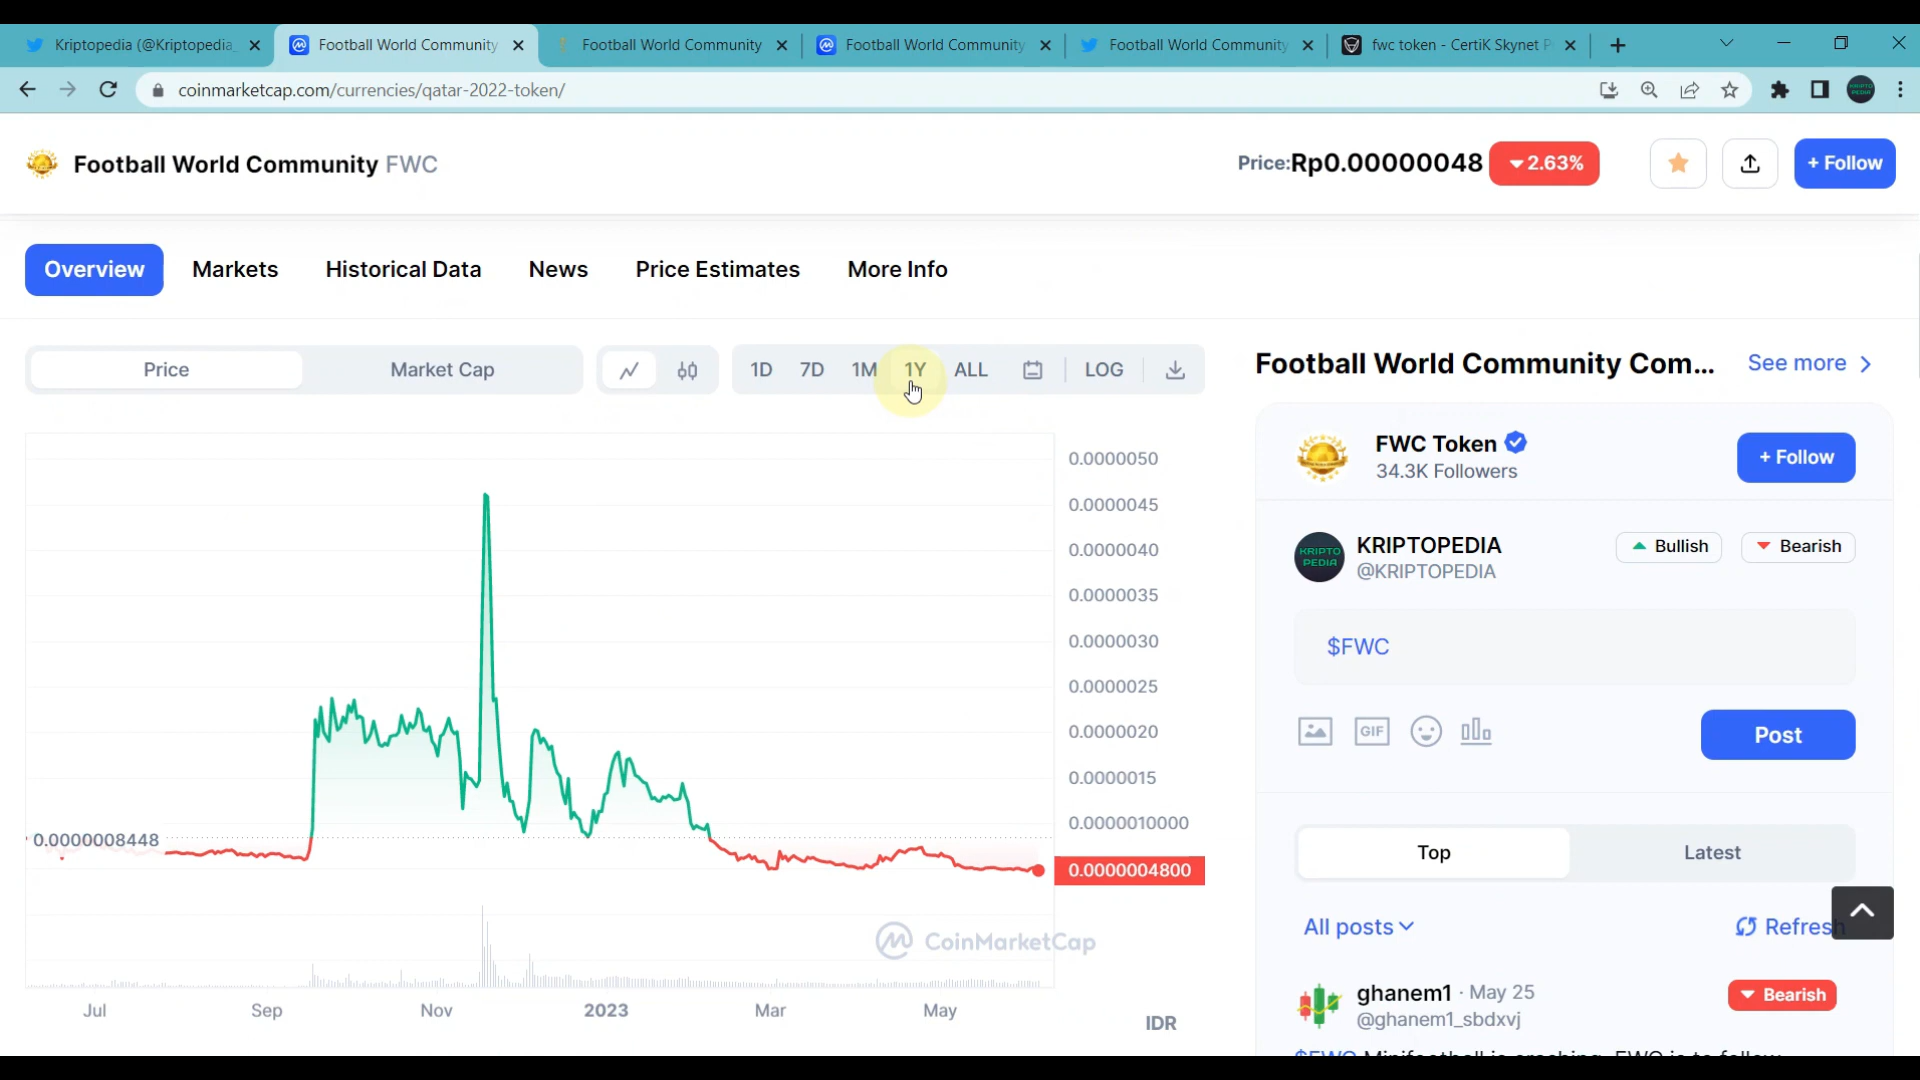 Kriptopedia (@Kriptopedia_
Football World Community
Football World Community
Football World Community
Football World Community
fwc token - CertiK Skynet P
coinmarketcap.com/currencies/qatar-2022-token/
Football World Community FWC
Price:Rp0.00000048
2.63%
+ Follow
Overview
Markets
Historical Data
News
Price Estimates
More Info
Price
Market Cap
1D
7D
1M
1Y
ALL
LOG
0.0000050
0.0000045
0.0000040
0.0000035
0.0000030
0.0000025
0.0000020
0.0000015
0.0000010000
0.0000008448
0.0000004800
CoinMarketCap
Jul
Sep
Nov
2023
Mar
May
IDR
Football World Community Com...
See more
FWC Token
34.3K Followers
+ Follow
KRIPTO
PEDIA
KRIPTOPEDIA
@KRIPTOPEDIA
Bullish
Bearish
$FWC
GIF
Post
Top
Latest
All posts
Refresh
ghanem1 · May 25
@ghanem1_sbdxvj
Bearish